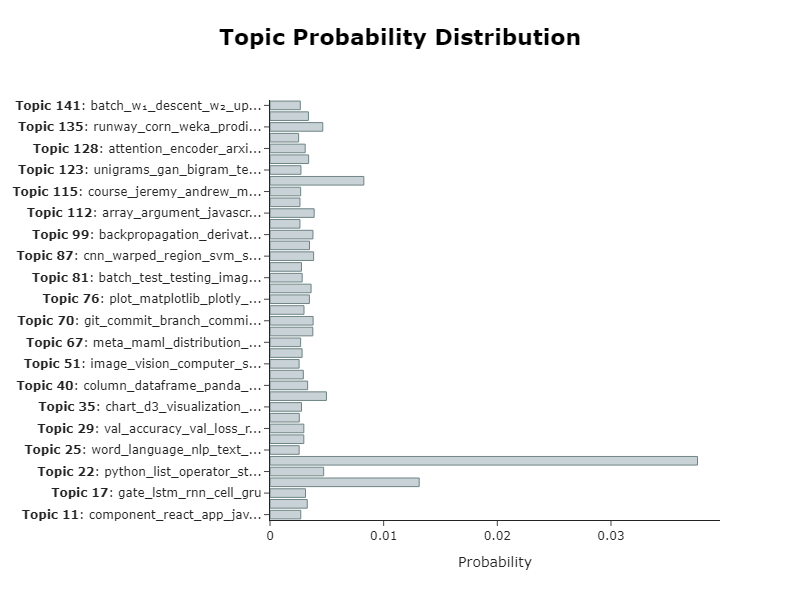 Topic Probability Distribution
Topic 141: batch_w₁_descent_w₂_up...
Topic 135: runway_corn_weka_prodi...
Topic 128: attention_encoder_arxi...
Topic 123: unigrams_gan_bigram_te...
Topic 115: course_jeremy_andrew_m...
Topic 112: array_argument_javascr...
Topic 99: backpropagation_derivat...
Topic 87: cnn_warped_region_svm_s...
Topic 81: batch_test_testing_imag...
Topic 76: plot_matplotlib_plotly_...
Topic 70: git_commit_branch_commi...
Topic 67: meta_maml_distribution_...
Topic 51: image_vision_computer_s...
Topic 40: column_dataframe_panda_...
Topic 35: chart_d3_visualization_...
Topic 29: val_accuracy_val_loss_r...
Topic 25: word_language_nlp_text_...
Topic 22: python_list_operator_st...
Topic 17: gate_lstm_rnn_cell_gru
Topic 11: component_react_app_jav...
0 0.01 0.02 0.03
Probability